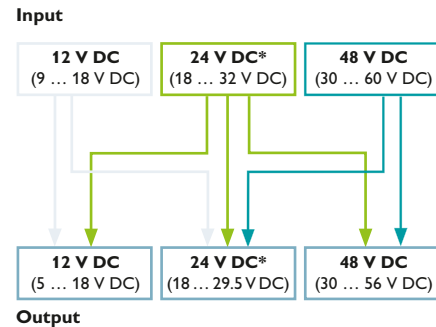 Input
12 V DC
(9 … 18 V DC)
24 V DC*
(18 … 32 V DC)
48 V DC
(30 … 60 V DC)
12 V DC
(5 … 18 V DC)
24 V DC*
(18 … 29.5 V DC)
48 V DC
(30 … 56 V DC)
Output